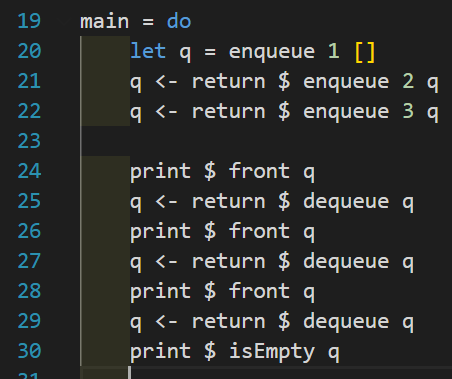 19 main = do
20     let q = enqueue 1 []
21     q <- return $ enqueue 2 q
22     q <- return $ enqueue 3 q
23
24     print $ front q
25     q <- return $ dequeue q
26     print $ front q
27     q <- return $ dequeue q
28     print $ front q
29     q <- return $ dequeue q
30     print $ isEmpty q
31